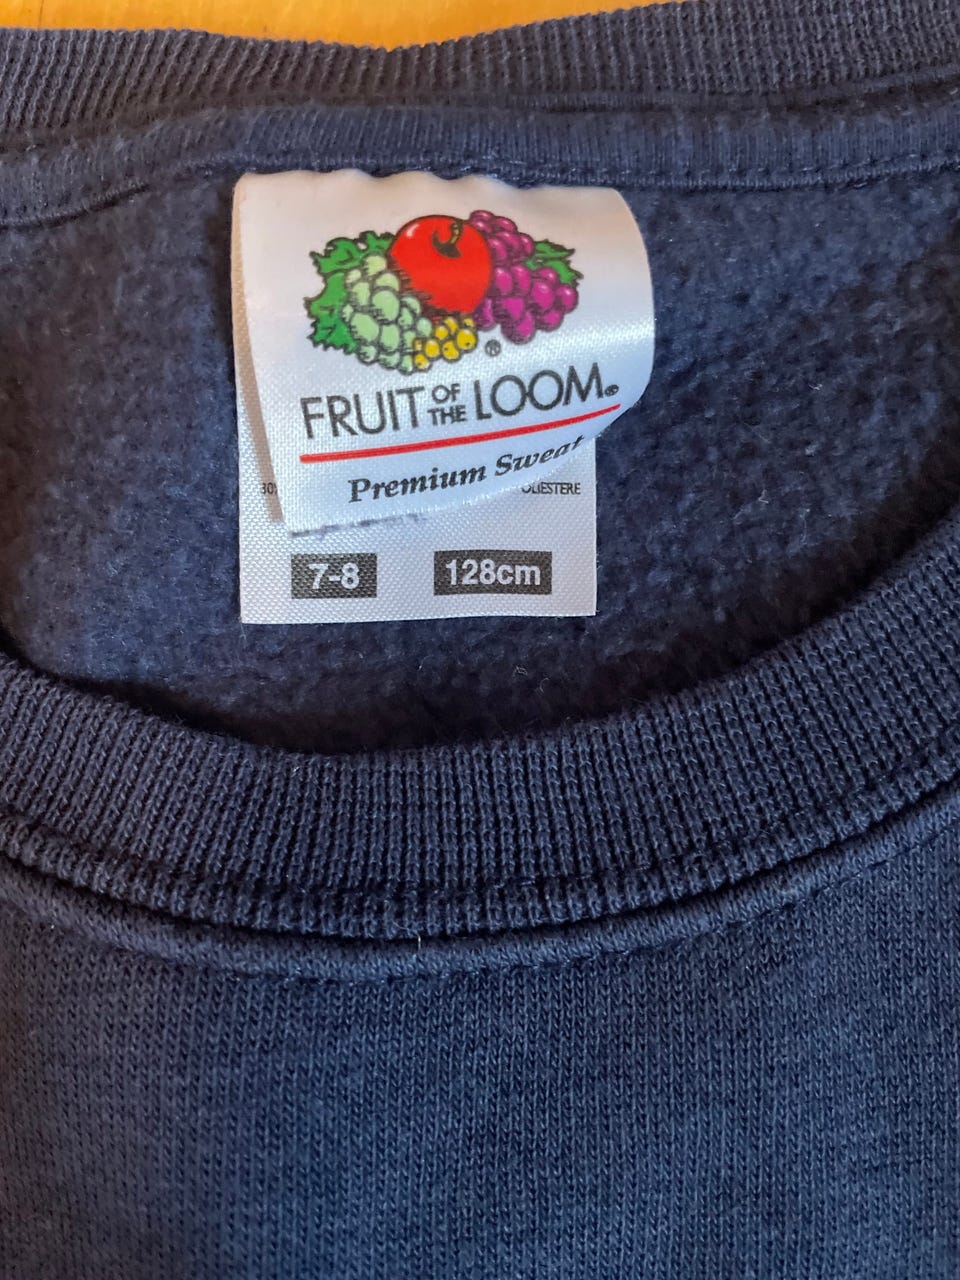 ®
FRUIT OF THE LOOM®
Premium Sweat
7-8 128cm